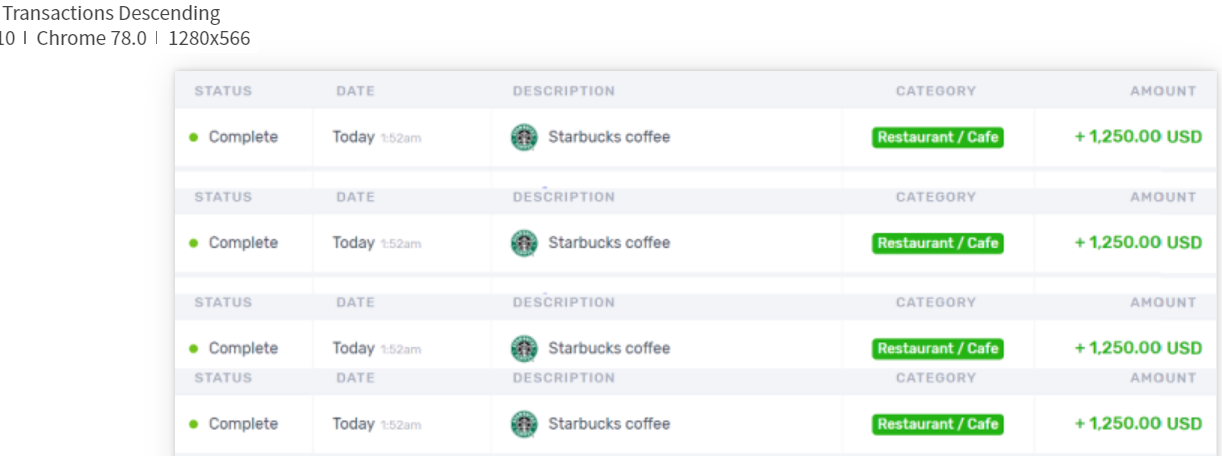 Transactions Descending
10 | Chrome 78.0 | 1280x566
STATUS DATE DESCRIPTION CATEGORY AMOUNT
Complete Today 1:52am Starbucks coffee Restaurant / Cafe + 1,250.00 USD
STATUS DATE DESCRIPTION CATEGORY AMOUNT
Complete Today 1:52am Starbucks coffee Restaurant / Cafe + 1,250.00 USD
STATUS DATE DESCRIPTION CATEGORY AMOUNT
Complete Today 1:52am Starbucks coffee Restaurant / Cafe + 1,250.00 USD
STATUS DATE DESCRIPTION CATEGORY AMOUNT
Complete Today 1:52am Starbucks coffee Restaurant / Cafe + 1,250.00 USD